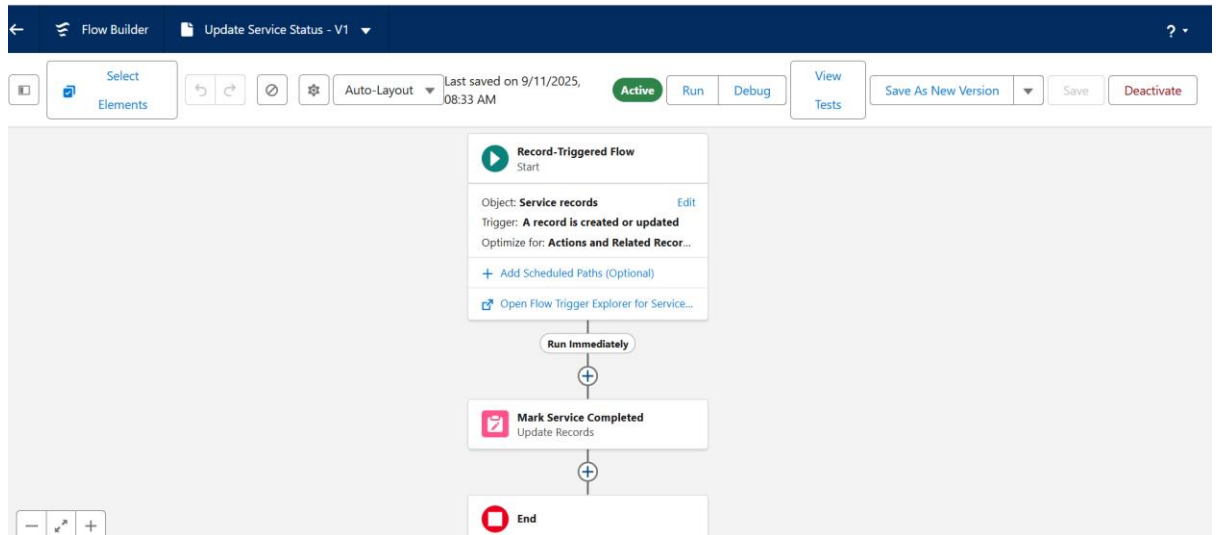 Flow Builder
Update Service Status - V1
? 
Select
Elements
Auto-Layout
Last saved on 9/11/2025,
08:33 AM
Active
Run
Debug
View
Tests
Save As New Version
Save
Deactivate
Record-Triggered Flow
Start
Object: Service records
Edit
Trigger: A record is created or updated
Optimize for: Actions and Related Recor...
+ Add Scheduled Paths (Optional)
Open Flow Trigger Explorer for Service...
Run Immediately
Mark Service Completed
Update Records
End